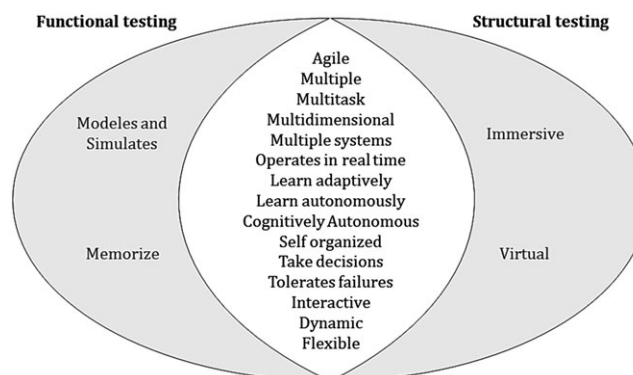 Functional testing
Structural testing
Modeles and
Simulates
Memorize
Agile
Multiple
Multitask
Multidimensional
Multiple systems
Operates in real time
Learn adaptively
Learn autonomously
Cognitively Autonomous
Self organized
Take decisions
Tolerates failures
Interactive
Dynamic
Flexible
Immersive
Virtual